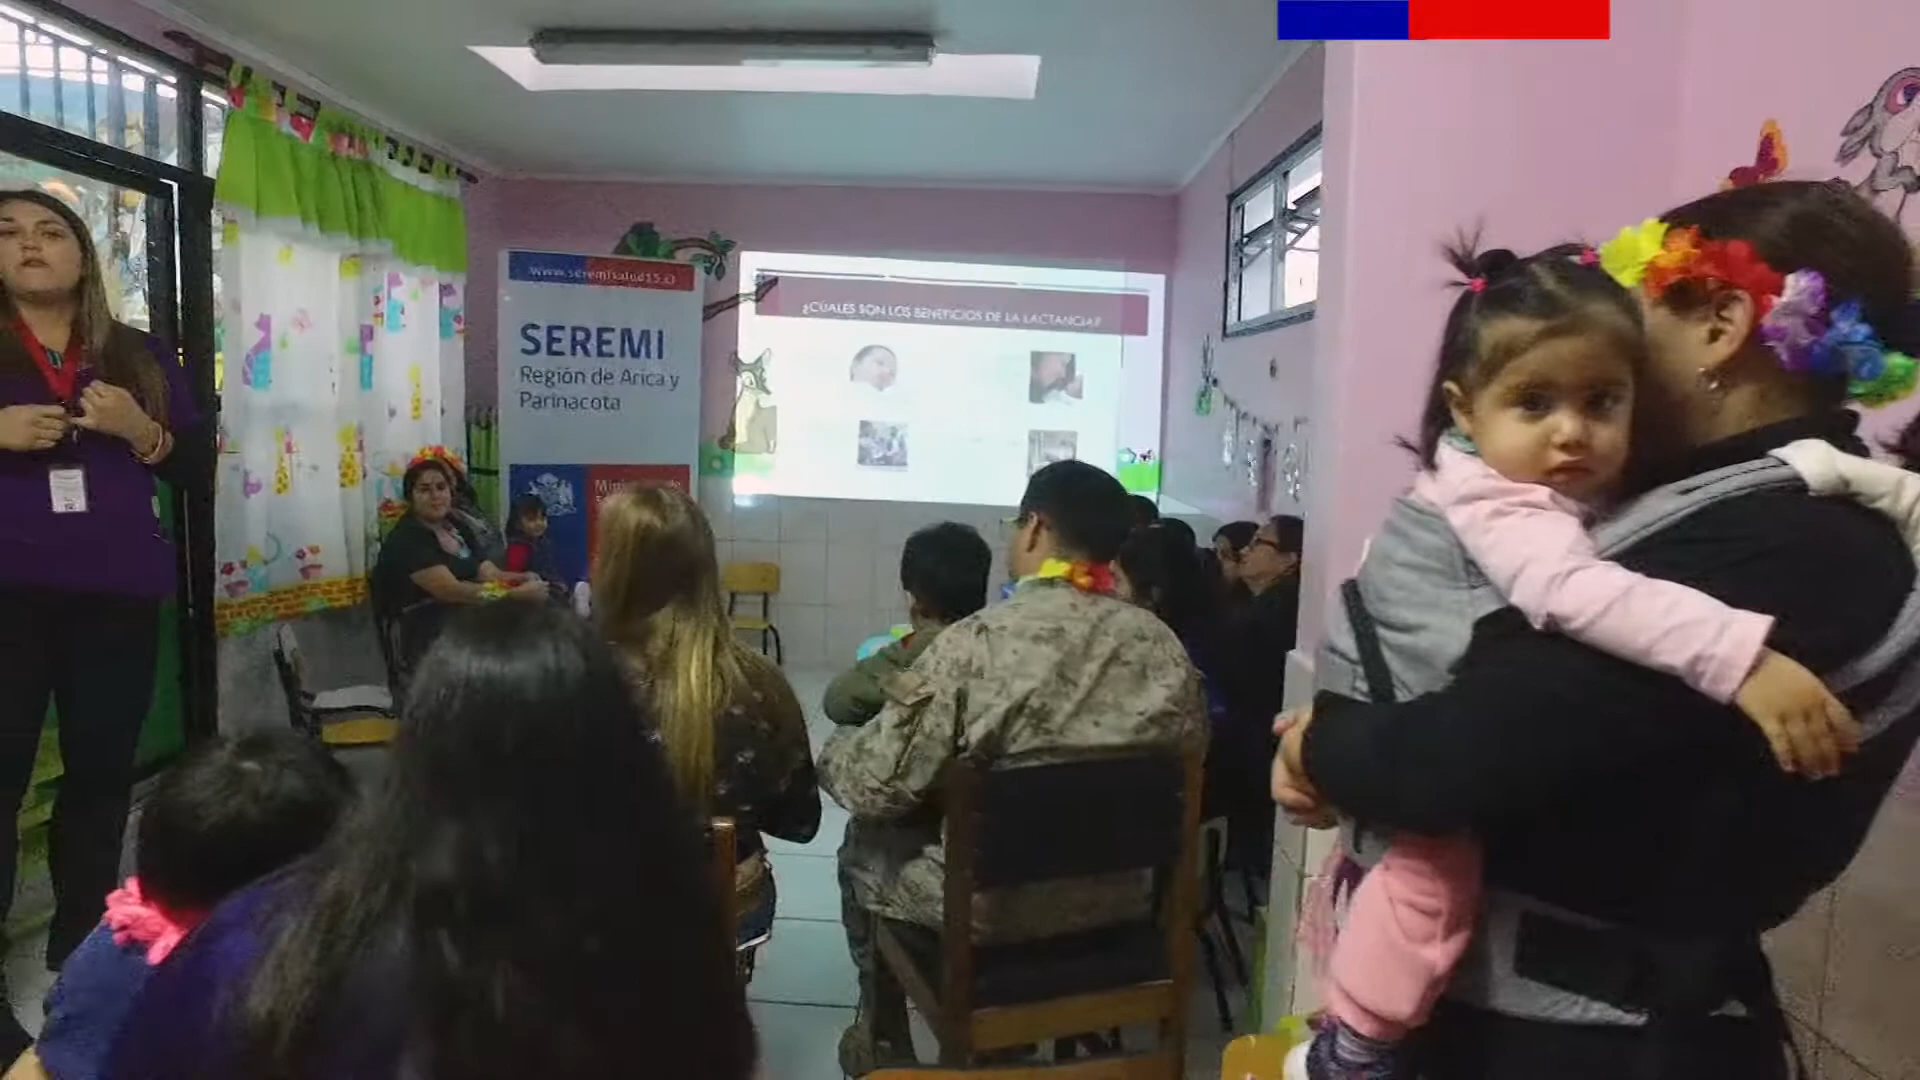 www.seremisalud15.cl
SEREMI
Región de Arica y
Parinacota
¿CUALES SON LOS BENEFICIOS DE LA LACTANCIA?